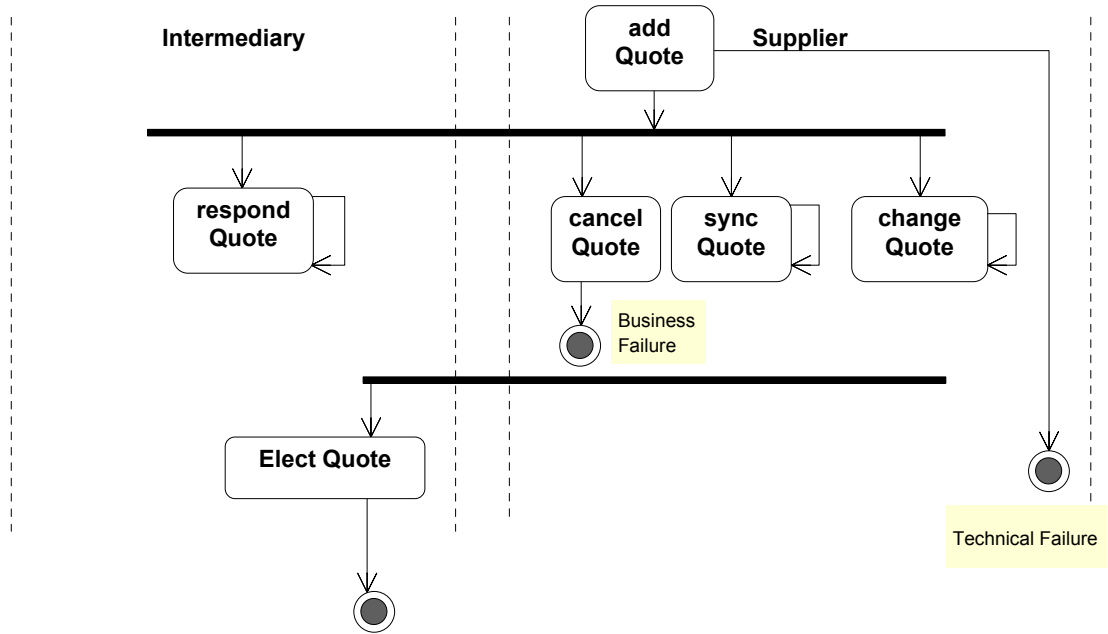 Intermediary
add
Quote
Supplier
respond
Quote
cancel
Quote
sync
Quote
change
Quote
Business
Failure
Elect Quote
Technical Failure